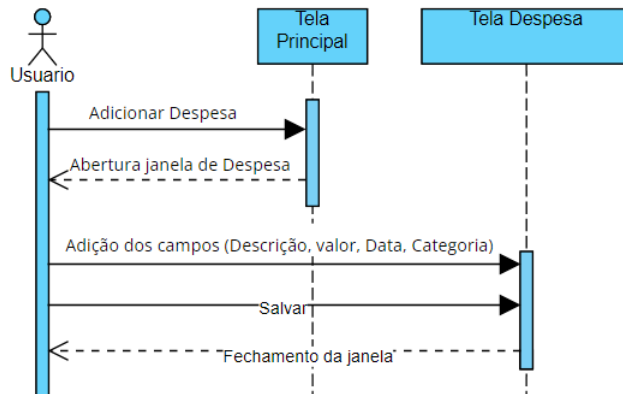 Tela
Principal
Tela Despesa
Usuario
Adicionar Despesa
Abertura janela de Despesa
Adição dos campos (Descrição, valor, Data, Categoria)
Salvar
Fechamento da janela